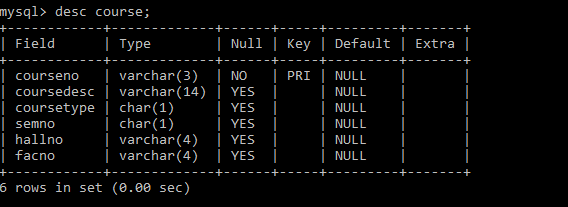 mysql> desc course;
+------------+-------------+------+-----+---------+-------+
| Field      | Type        | Null | Key | Default | Extra |
+------------+-------------+------+-----+---------+-------+
| courseno   | varchar(3)  | NO   | PRI | NULL    |       |
| coursedesc | varchar(14) | YES  |     | NULL    |       |
| coursetype | char(1)     | YES  |     | NULL    |       |
| semno      | char(1)     | YES  |     | NULL    |       |
| hallno     | varchar(4)  | YES  |     | NULL    |       |
| facno      | varchar(4)  | YES  |     | NULL    |       |
+------------+-------------+------+-----+---------+-------+
6 rows in set (0.00 sec)